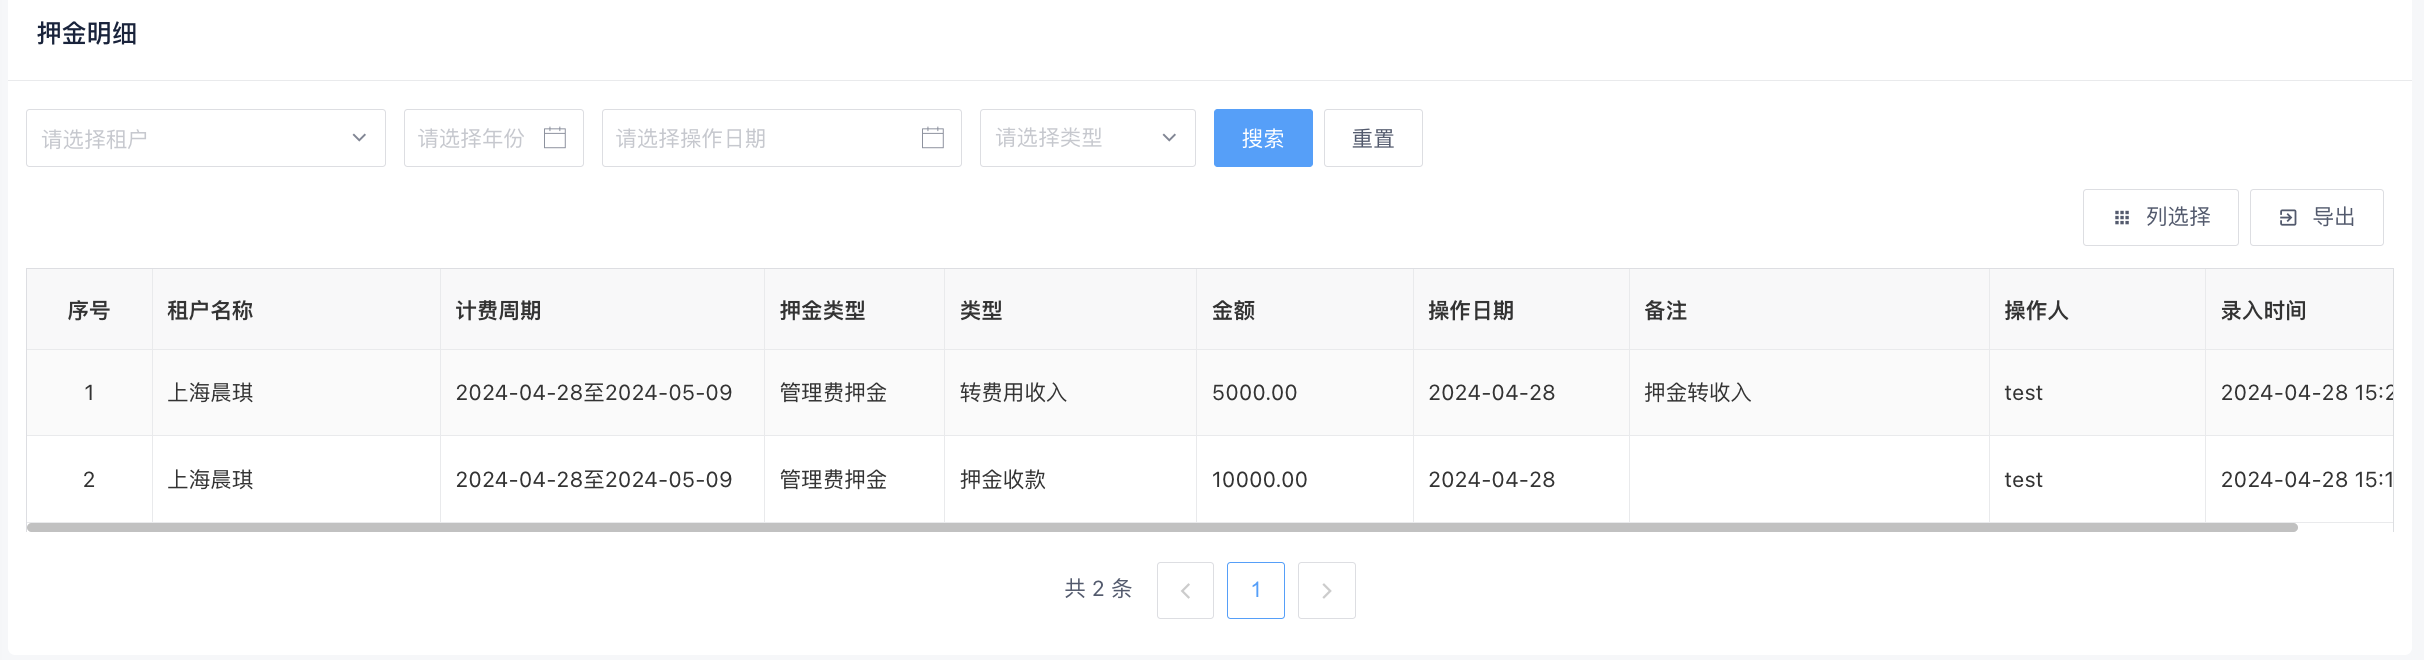 押金明细
请选择租户 请选择年份 请选择操作日期 请选择类型 搜索 重置
列选择 导出
序号 租户名称 计费周期 押金类型 类型 金额 操作日期 备注 操作人 录入时间
1 上海晨琪 2024-04-28至2024-05-09 管理费押金 转费用收入 5000.00 2024-04-28 押金转收入 test 2024-04-28 15:2
2 上海晨琪 2024-04-28至2024-05-09 管理费押金 押金收款 10000.00 2024-04-28 test 2024-04-28 15:1
共 2 条 1